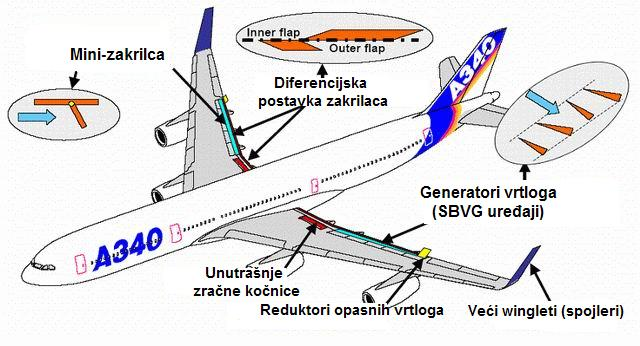 Mini-zakrilca
Inner flap
Outer flap
Diferencijska
postavka zakrilaca
A340
Generatori vrtloga
(SBVG uređaji)
A340
Unutrašnje
zračne kočnice
Reduktori opasnih vrtloga
Veći wingleti (spojleri)